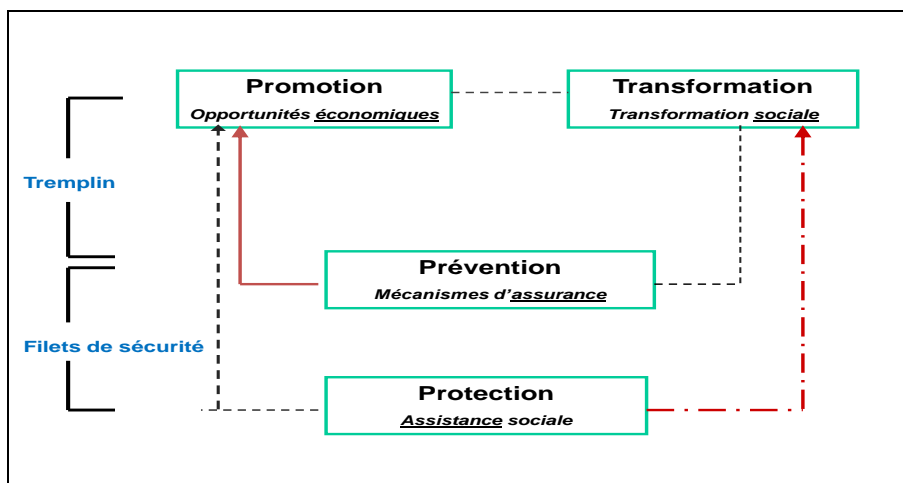 Promotion
Opportunités économiques
Transformation
Transformation sociale
Tremplin
Prévention
Mécanismes d'assurance
Filets de sécurité
Protection
Assistance sociale